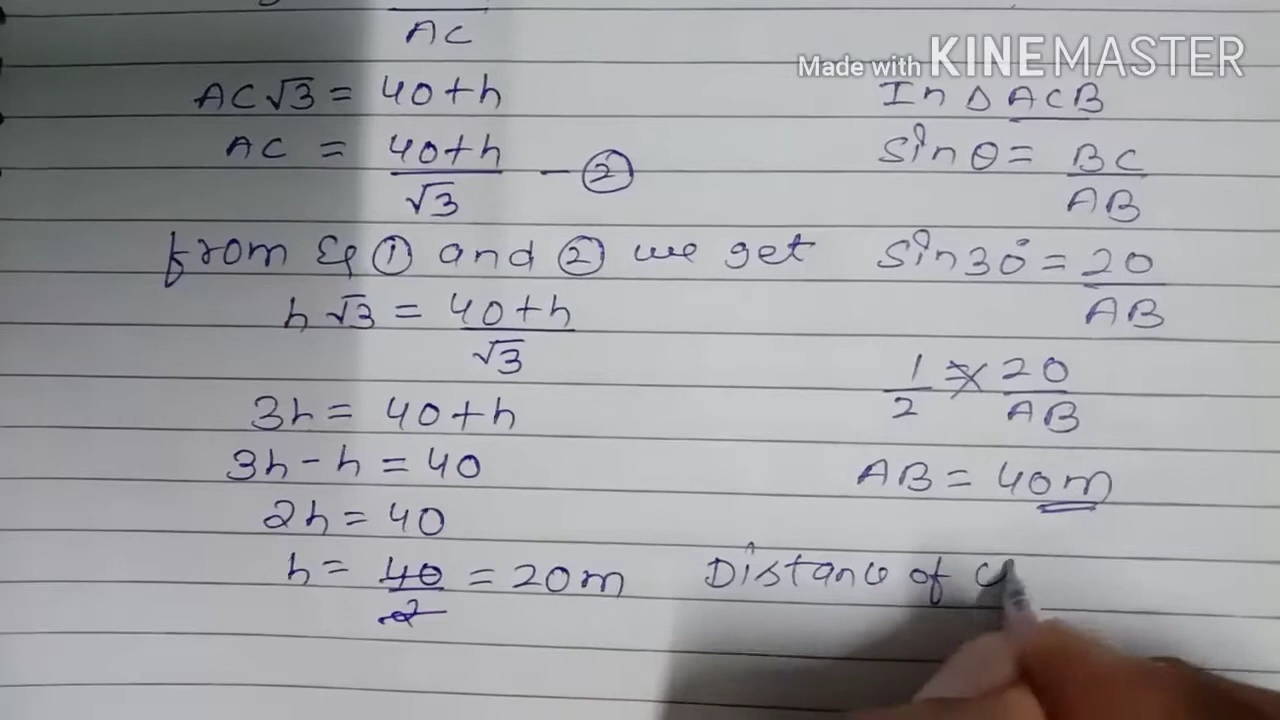 AC
AC√3 = 40+h
AC = 40+h/√3 - ②
from Eq ① and ② we get
h√3 = 40+h/√3
3h = 40+h
3h-h = 40
2h = 40
h = 40/2 = 20m
Made with KINEMASTER
In △ ACB
Sinθ = BC/AB
Sin30° = 20/AB
1/2 = 20/AB
AB = 40m
Distance of